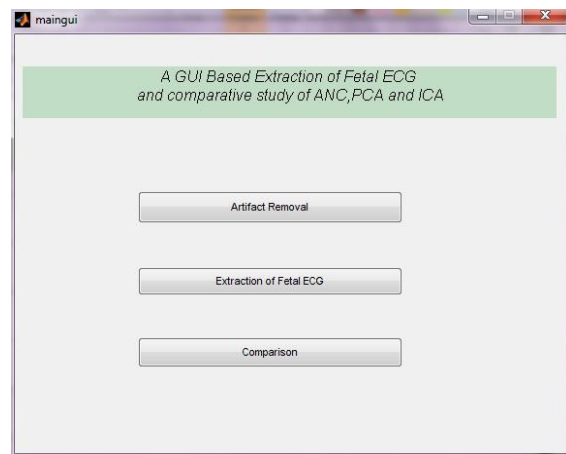 maingui
A GUI Based Extraction of Fetal ECG
and comparative study of ANC,PCA and ICA
Artifact Removal
Extraction of Fetal ECG
Comparison